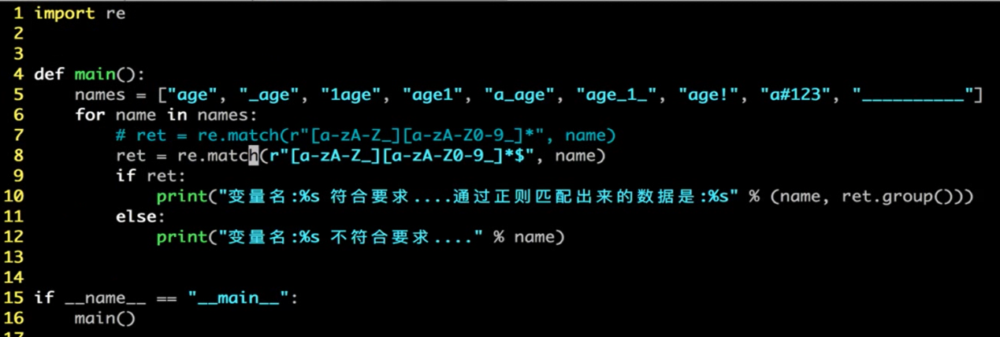 1 import re
2
3
4 def main():
5     names = ["age", "_age", "1age", "age1", "a_age", "age_1_", "age!", "a#123", "__________"]
6     for name in names:
7         # ret = re.match(r"[a-zA-Z_][a-zA-Z0-9_]*", name)
8         ret = re.match(r"[a-zA-Z_][a-zA-Z0-9_]*$", name)
9         if ret:
10             print("变量名:%s 符合要求....通过正则匹配出来的数据是:%s" % (name, ret.group()))
11         else:
12             print("变量名:%s 不符合要求...." % name)
13
14
15 if __name__ == "__main__":
16     main()
17